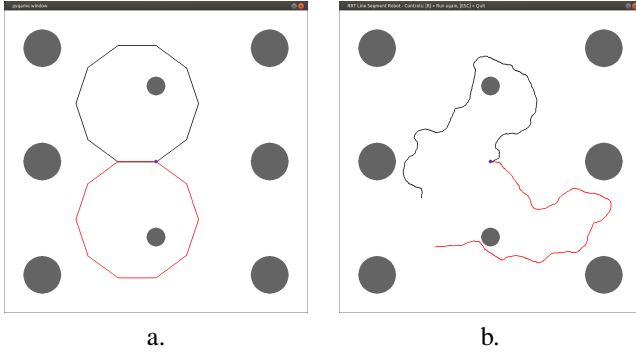 pygame window
RRT Line Segment Robot - Controls: [R] = Run again, [ESC] = Quit
a.
b.